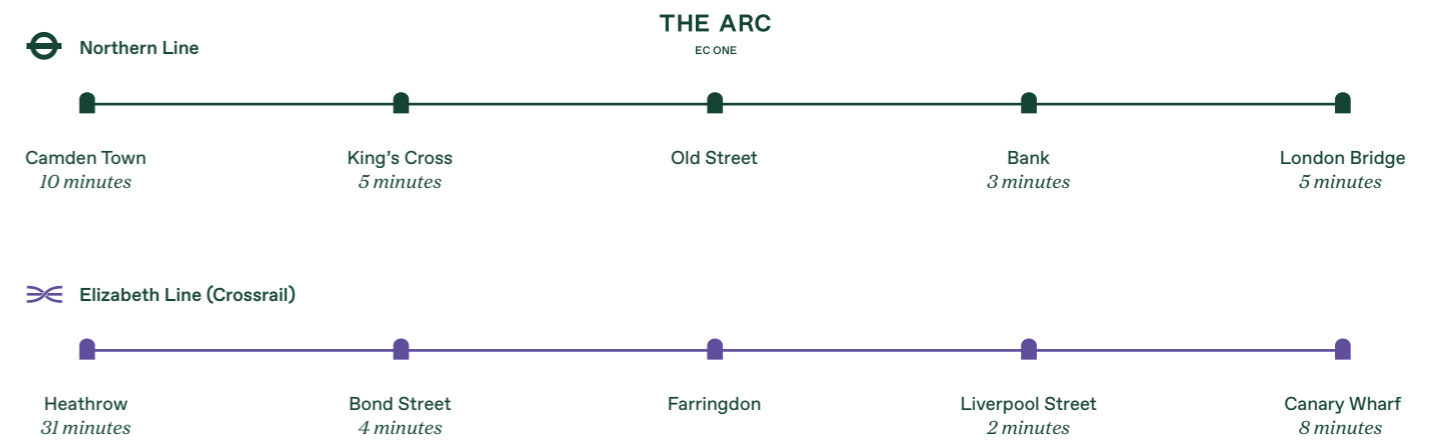 THE ARC
EC ONE
Northern Line
Camden Town
10 minutes
King's Cross
5 minutes
Old Street
Bank
3 minutes
London Bridge
5 minutes
Elizabeth Line (Crossrail)
Heathrow
31 minutes
Bond Street
4 minutes
Farringdon
Liverpool Street
2 minutes
Canary Wharf
8 minutes